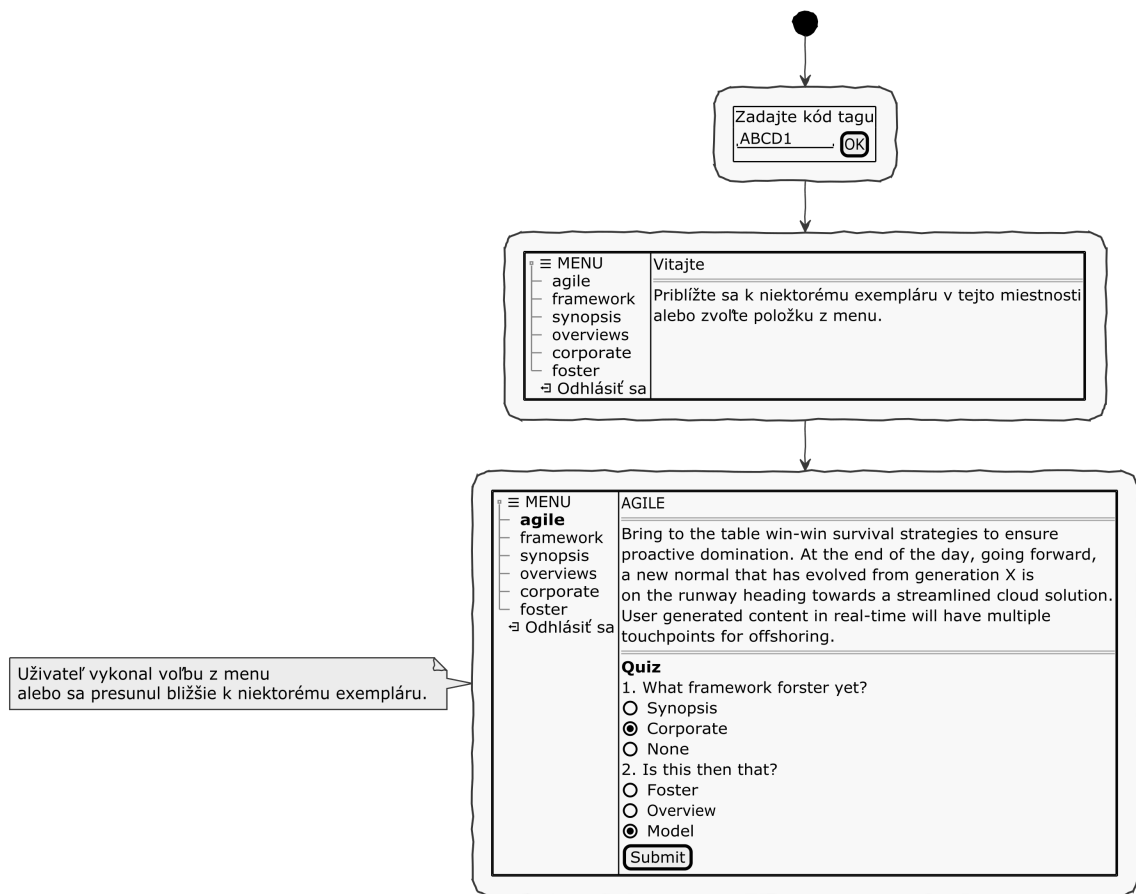 Zadajte kód tagu
ABCD1 OK
☰ MENU
agile
framework
synopsis
overviews
corporate
foster
Odhlásiť sa
Vitajte
Priblížte sa k niektorému exempláru v tejto miestnosti
alebo zvoľte položku z menu.
☰ MENU
agile
framework
synopsis
overviews
corporate
foster
Odhlásiť sa
AGILE
Bring to the table win-win survival strategies to ensure
proactive domination. At the end of the day, going forward,
a new normal that has evolved from generation X is
on the runway heading towards a streamlined cloud solution.
User generated content in real-time will have multiple
touchpoints for offshoring.
Quiz
1. What framework forster yet?
Synopsis
Corporate
None
2. Is this then that?
Foster
Overview
Model
Submit
Uživateľ vykonal voľbu z menu
alebo sa presunul bližšie k niektorému exempláru.